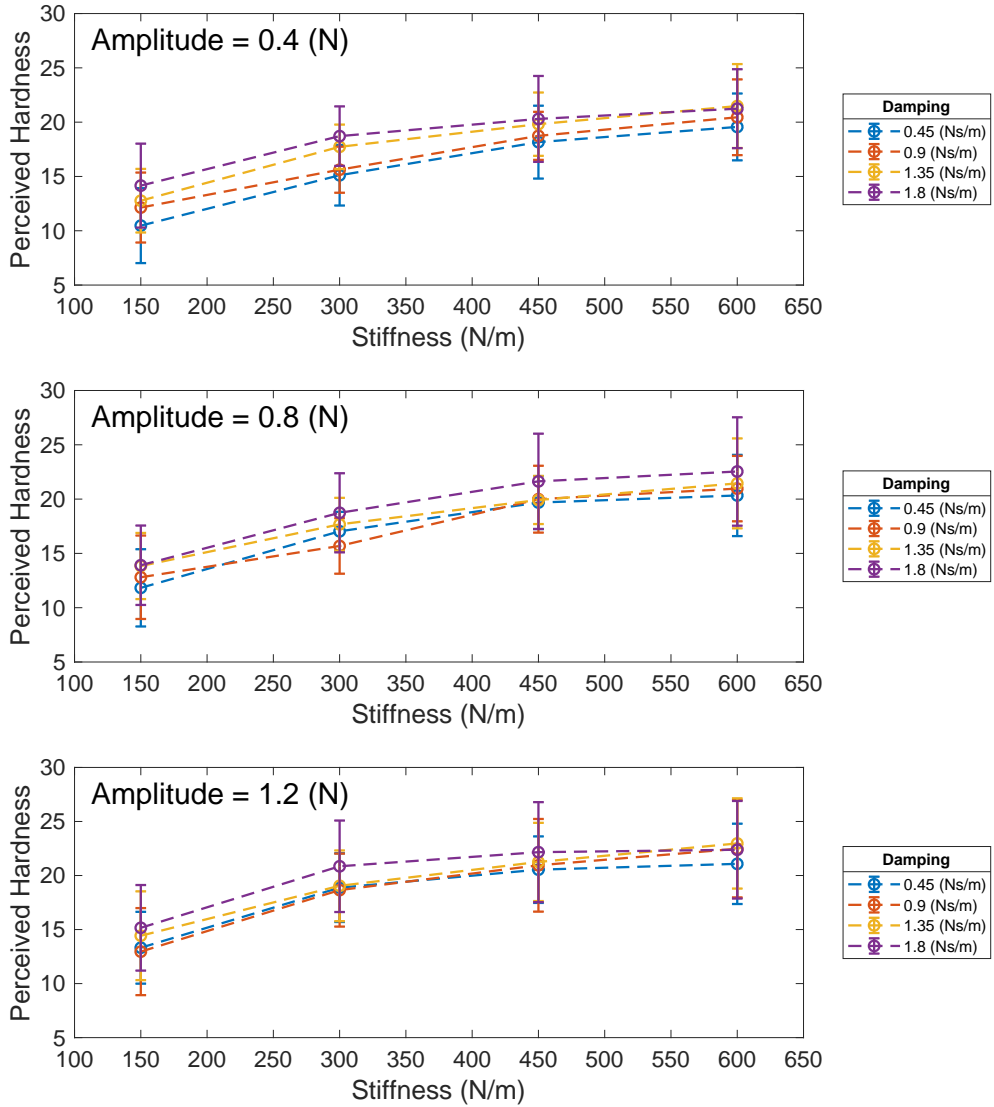 30
25
20
15
10
5
Perceived Hardness
Amplitude = 0.4 (N)
100 150 200 250 300 350 400 450 500 550 600 650
Stiffness (N/m)
Damping
0.45 (Ns/m)
0.9 (Ns/m)
1.35 (Ns/m)
1.8 (Ns/m)
30
25
20
15
10
5
Perceived Hardness
Amplitude = 0.8 (N)
100 150 200 250 300 350 400 450 500 550 600 650
Stiffness (N/m)
Damping
0.45 (Ns/m)
0.9 (Ns/m)
1.35 (Ns/m)
1.8 (Ns/m)
30
25
20
15
10
5
Perceived Hardness
Amplitude = 1.2 (N)
100 150 200 250 300 350 400 450 500 550 600 650
Stiffness (N/m)
Damping
0.45 (Ns/m)
0.9 (Ns/m)
1.35 (Ns/m)
1.8 (Ns/m)